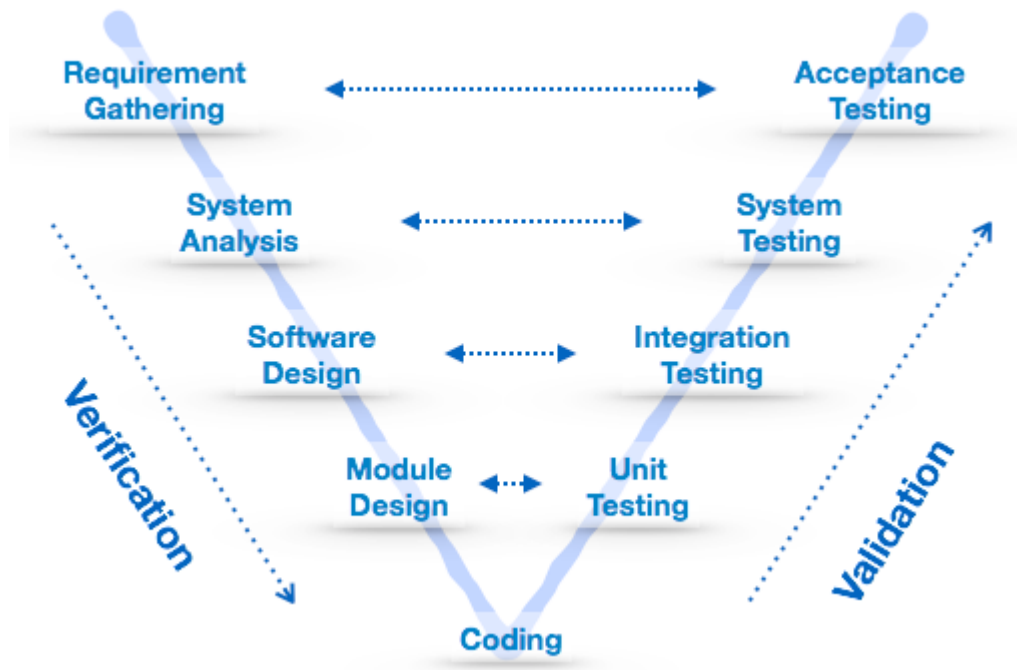 Requirement
Gathering
Acceptance
Testing
System
Analysis
System
Testing
Software
Design
Integration
Testing
Module
Design
Unit
Testing
Coding
Verification
Validation